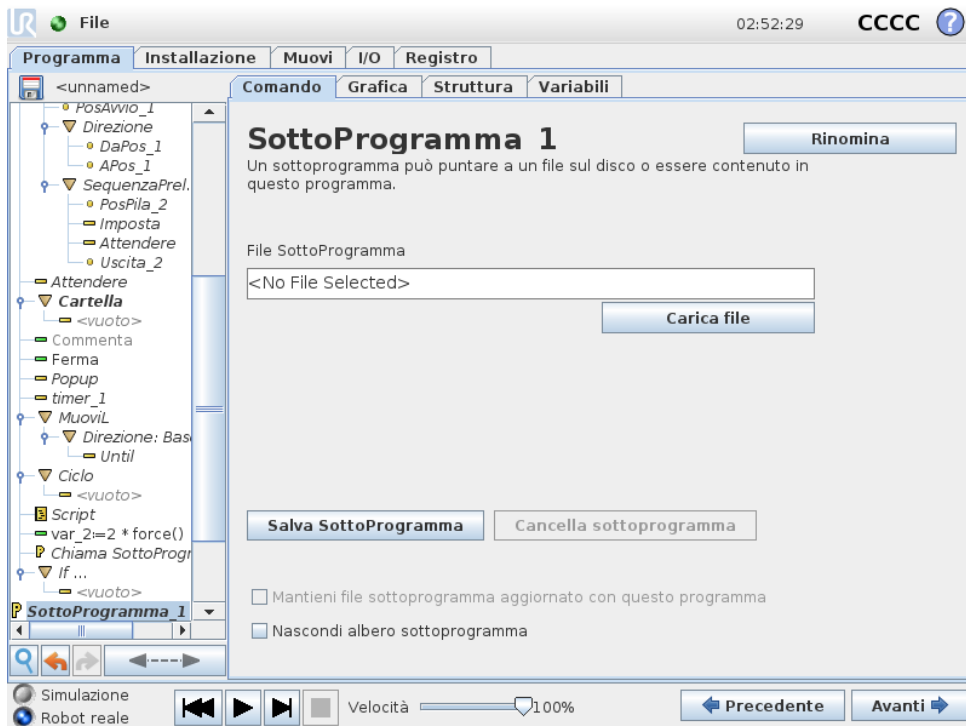 UR File 02:52:29 CCCC ?
Programma Installazione Muovi I/O Registro
<unnamed>
Comando Grafica Struttura Variabili
PosAvvio_1
Direzione
DaPos_1
APos_1
SequenzaPrel.
PosPila_2
Imposta
Attendere
Uscita_2
Attendere
Cartella
<vuoto>
Commenta
Ferma
Popup
timer_1
MuoviL
Direzione: Bas
Until
Ciclo
<vuoto>
Script
var_2:=2 * force()
Chiama SottoProgr
If ...
<vuoto>
SottoProgramma_1
SottoProgramma_1
Rinomina
Un sottoprogramma può puntare a un file sul disco o essere contenuto in
questo programma.
File SottoProgramma
<No File Selected>
Carica file
Salva SottoProgramma Cancella sottoprogramma
Mantieni file sottoprogramma aggiornato con questo programma
Nascondi albero sottoprogramma
Simulazione
Robot reale
Velocità 100%
Precedente Avanti